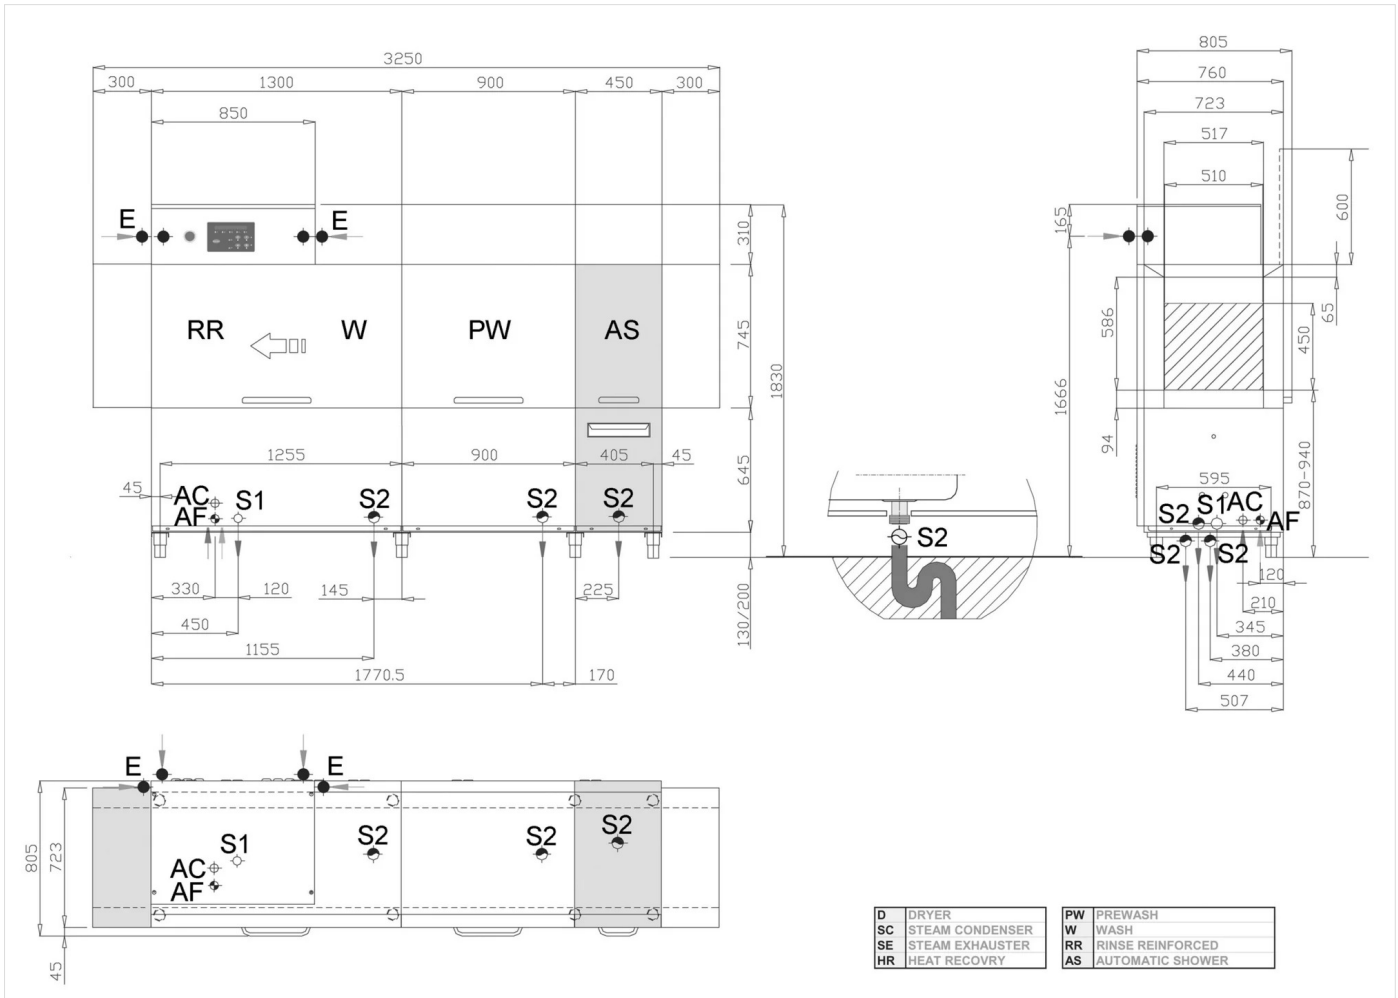 3250
300 1300 900 450 300
850
E E
310
RR W PW AS
745
1830
1255 900 405 45
645
45
AC S1 S2 S2 S2
AF
330 120 145 225
130/200
450
1155
1770.5 170
S2
805
760
723
517
510
600
165
65
586
450
1666
94
870-940
595
S2 S1 AC AF
S2 S2
120
210
345
380
440
507
E E
805
723
S1 S2 S2 S2
AC
AF
45
D DRYER
SC STEAM CONDENSER
SE STEAM EXHAUSTER
HR HEAT RECOVRY
PW PREWASH
W WASH
RR RINSE REINFORCED
AS AUTOMATIC SHOWER